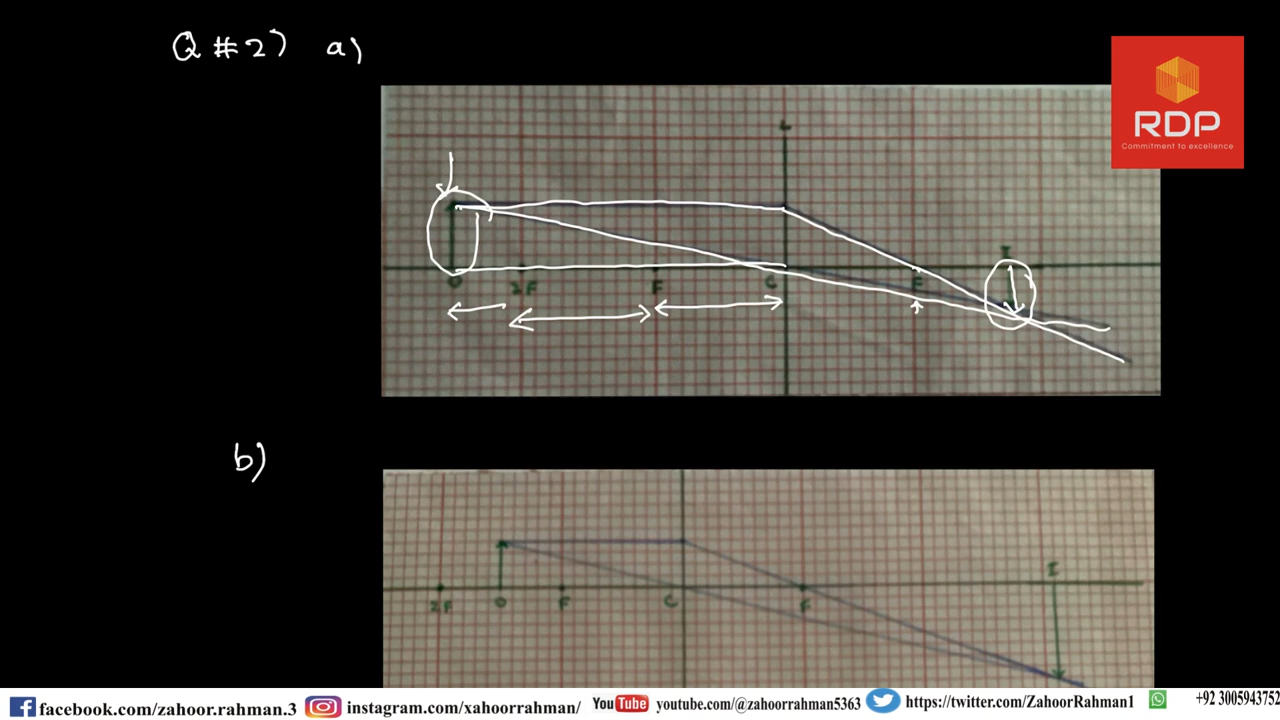 Q #2) a)
RDP
Commitment to excellence
L
I
O 2F F C F
b)
I
2F O F C F
facebook.com/zahoor.rahman.3 instagram.com/xahoorrahman/ YouTube youtube.com/@zahoorrahman5363 https://twitter.com/ZahoorRahman1 +92 3005943752